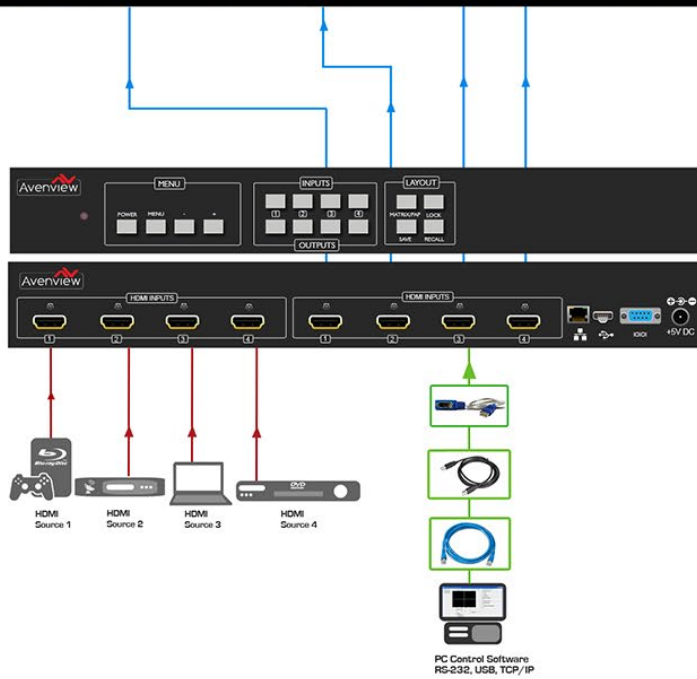 Avenview
MENU
INPUTS
LAYOUT
POWER MENU - +
1 2 3 4
MATRIX/PAP LOCK
SAVE RECALL
OUTPUTS
Avenview
HDMI INPUTS
HDMI INPUTS
1 2 3 4
1 2 3 4
IOIOI
+5V DC
Blu-ray Disc
DVD
HDMI
Source 1
HDMI
Source 2
HDMI
Source 3
HDMI
Source 4
PC Control Software
RS-232, USB, TCP/IP